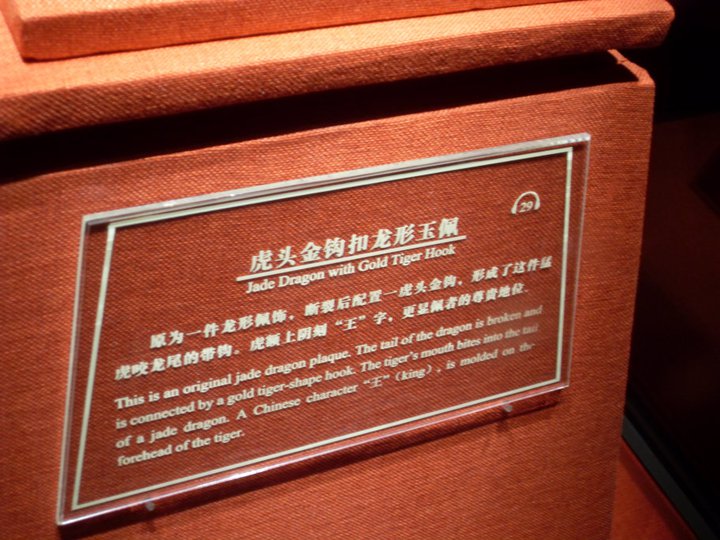 29
虎头金钩扣龙形玉佩
Jade Dragon with Gold Tiger Hook
原为一件龙形佩饰，断裂后配置一虎头金钩，形成了这件猛
虎咬龙尾的带钩。虎额上阴刻“王”字，更显佩者的尊贵地位。
This is an original jade dragon plaque. The tail of the dragon is broken and
is connected by a gold tiger-shape hook. The tiger's mouth bites into the tail
of a jade dragon. A Chinese character “王”（king）, is molded on the
forehead of the tiger.